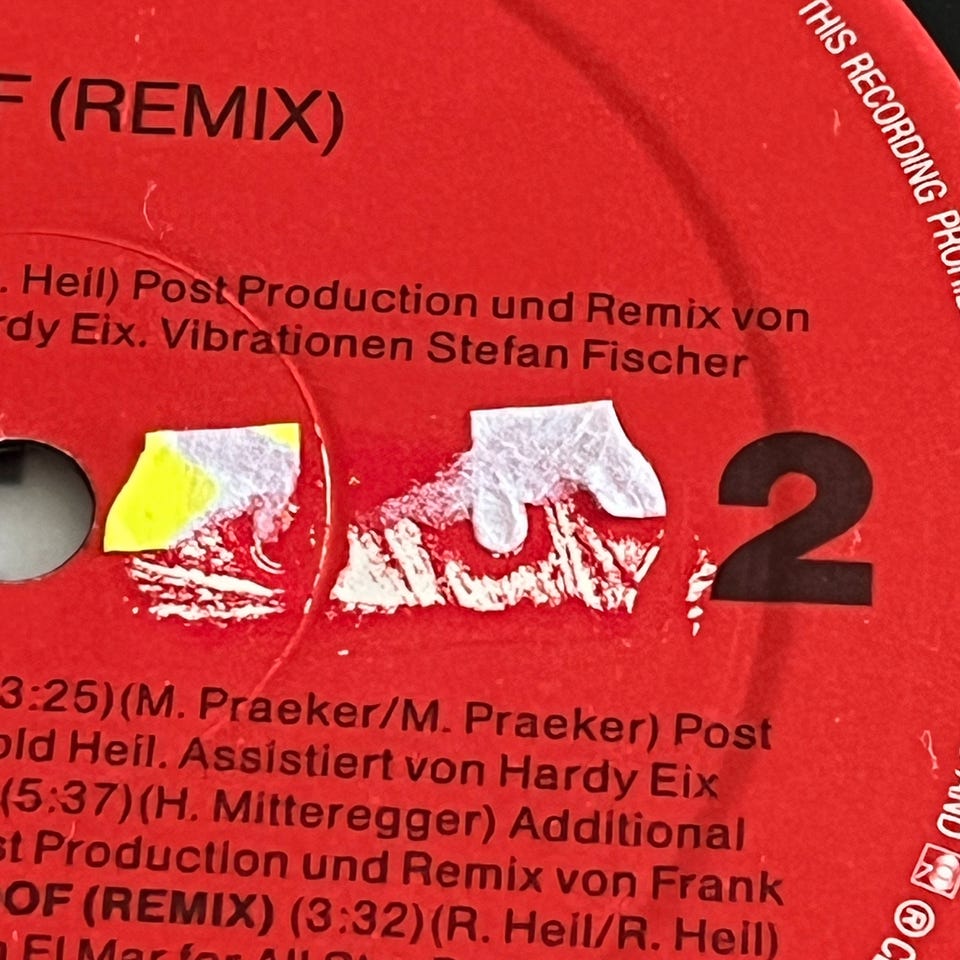 (REMIX)
THIS RECORDING
. Heil) Post Production und Remix von
rdy Eix. Vibrationen Stefan Fischer
2
3:25)(M. Praeker/M. Praeker) Post
old Heil. Assistiert von Hardy Eix
(5:37)(H. Mitteregger) Additional
st Production und Remix von Frank
OOF (REMIX) (3:32)(R. Heil/R. Heil)